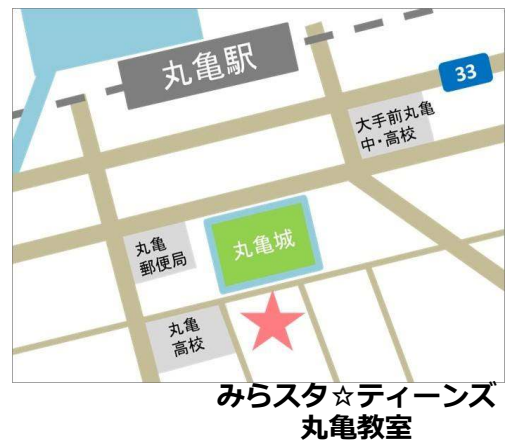 丸亀駅
33
大手前丸亀
中・高校
丸亀城
丸亀
郵便局
丸亀
高校
みらスタ☆ティーンズ
丸亀教室